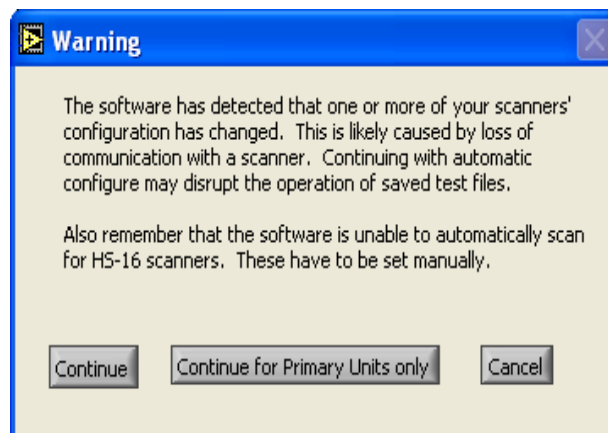 Warning
The software has detected that one or more of your scanners'
configuration has changed.  This is likely caused by loss of
communication with a scanner.  Continuing with automatic
configure may disrupt the operation of saved test files.
Also remember that the software is unable to automatically scan
for HS-16 scanners.  These have to be set manually.
Continue
Continue for Primary Units only
Cancel